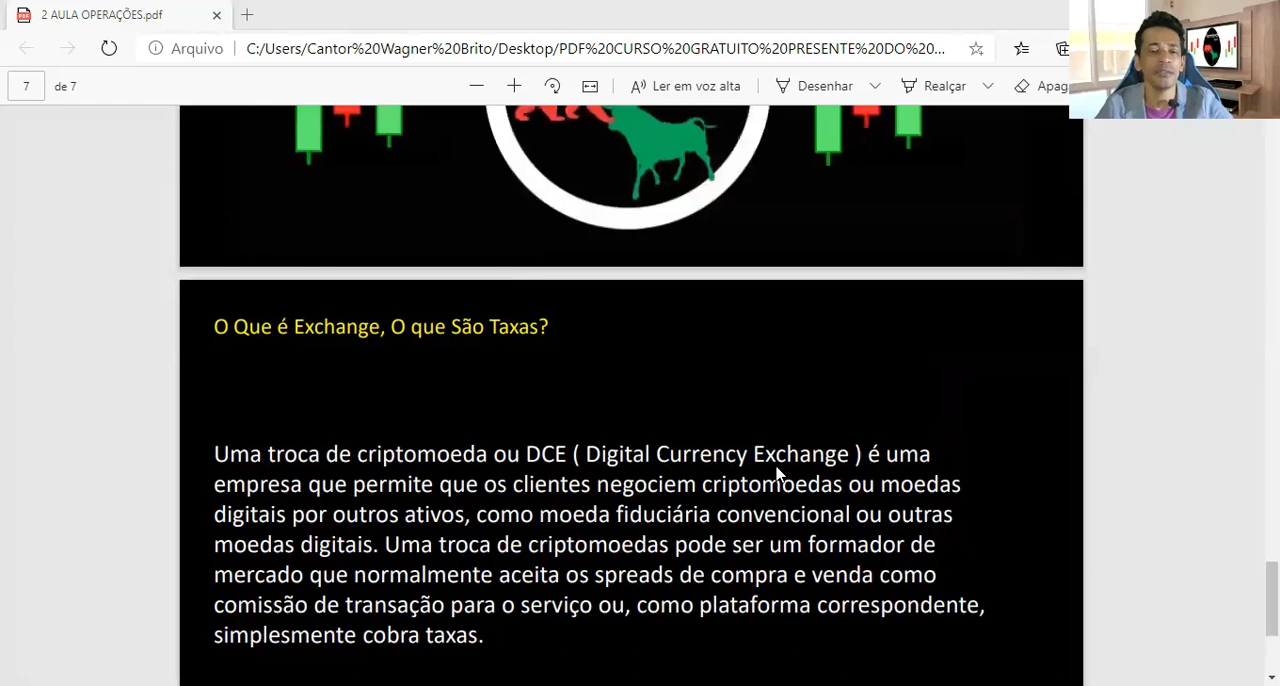 2 AULA OPERAÇÕES.pdf
Arquivo
C:/Users/Cantor%20Wagner%20Brito/Desktop/PDF%20CURSO%20GRATUITO%20PRESENTE%20DO%20...
7 de 7
Ler em voz alta
Desenhar
Realçar
Apag
O Que é Exchange, O que São Taxas?
Uma troca de criptomoeda ou DCE ( Digital Currency Exchange ) é uma
empresa que permite que os clientes negociem criptomoedas ou moedas
digitais por outros ativos, como moeda fiduciária convencional ou outras
moedas digitais. Uma troca de criptomoedas pode ser um formador de
mercado que normalmente aceita os spreads de compra e venda como
comissão de transação para o serviço ou, como plataforma correspondente,
simplesmente cobra taxas.